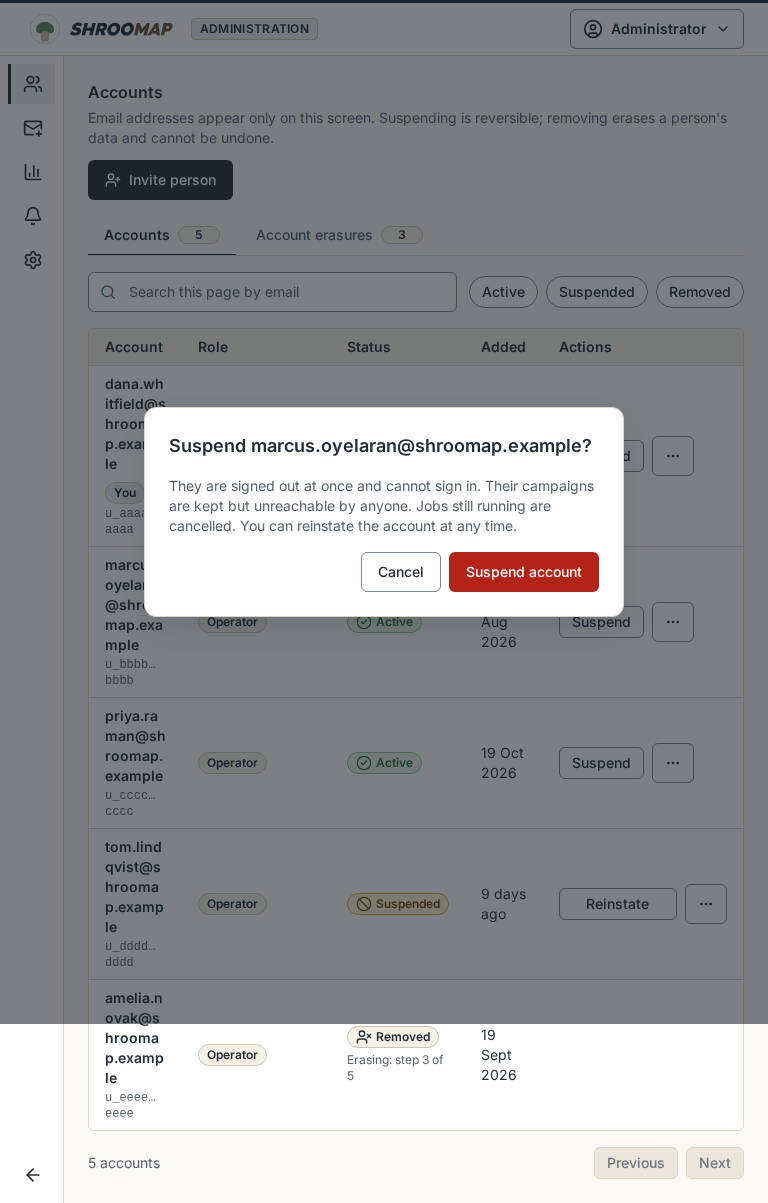 SHROOMAP
ADMINISTRATION
Administrator
Accounts
Email addresses appear only on this screen. Suspending is reversible; removing erases a person's
data and cannot be undone.
Invite person
Accounts 5
Account erasures 3
Search this page by email
Active
Suspended
Removed
Account Role Status Added Actions
dana.wh
itfield@s
p.exam
le
You
aaaa
Suspend marcus.oyelaran@shroomap.example?
They are signed out at once and cannot sign in. Their campaigns
are kept but unreachable by anyone. Jobs still running are
cancelled. You can reinstate the account at any time.
Cancel
Suspend account
map.exa
mple
u_bbbb…
bbbb
Operator
Active
Aug
2026
Suspend
priya.ra
man@sh
roomap.
example
u_cccc…
cccc
Operator
Active
19 Oct
2026
Suspend
tom.lind
qvist@s
hrooma
p.examp
le
u_dddd…
dddd
Operator
Suspended
9 days
ago
Reinstate
amelia.n
ovak@s
hrooma
p.examp
le
u_eeee…
eeee
Operator
Removed
Erasing: step 3 of
5
19
Sept
2026
5 accounts
Previous
Next